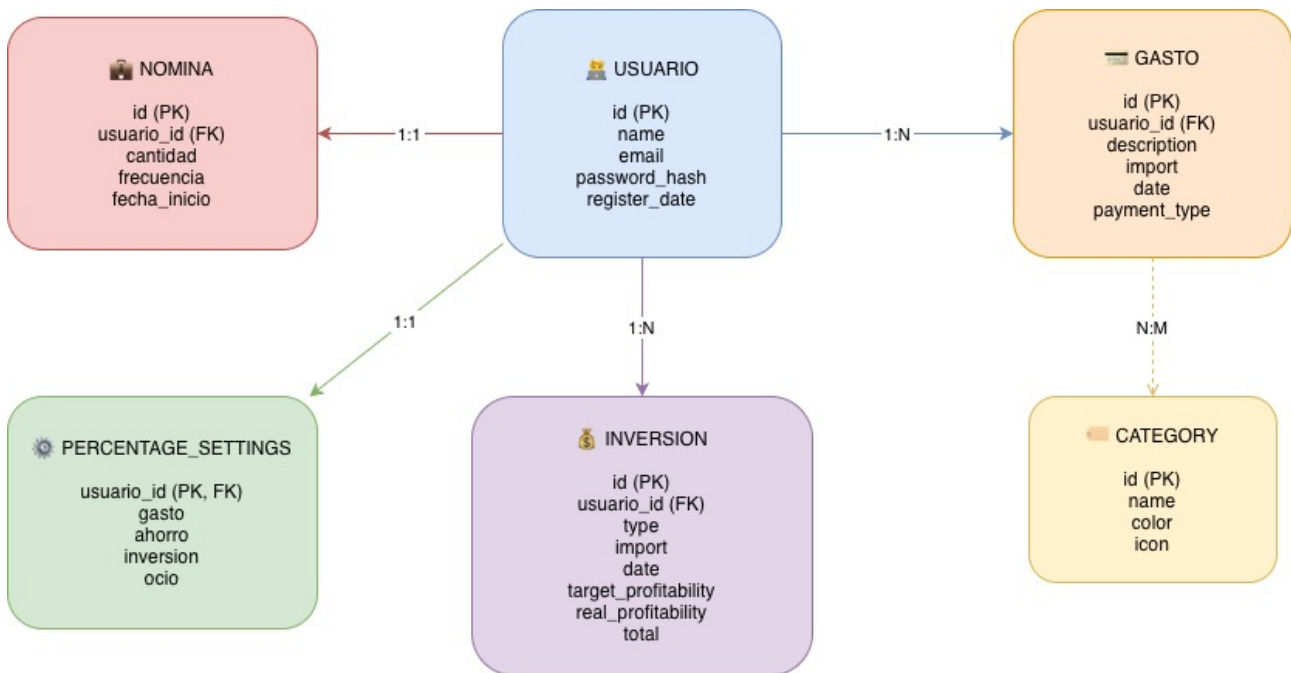 NOMINA
id (PK)
usuario_id (FK)
cantidad
frecuencia
fecha_inicio
1:1
USUARIO
id (PK)
name
email
password_hash
register_date
1:N
GASTO
id (PK)
usuario_id (FK)
description
import
date
payment_type
1:1
1:N
N:M
PERCENTAGE_SETTINGS
usuario_id (PK, FK)
gasto
ahorro
inversion
ocio
INVERSION
id (PK)
usuario_id (FK)
type
import
date
target_profitability
real_profitability
total
CATEGORY
id (PK)
name
color
icon